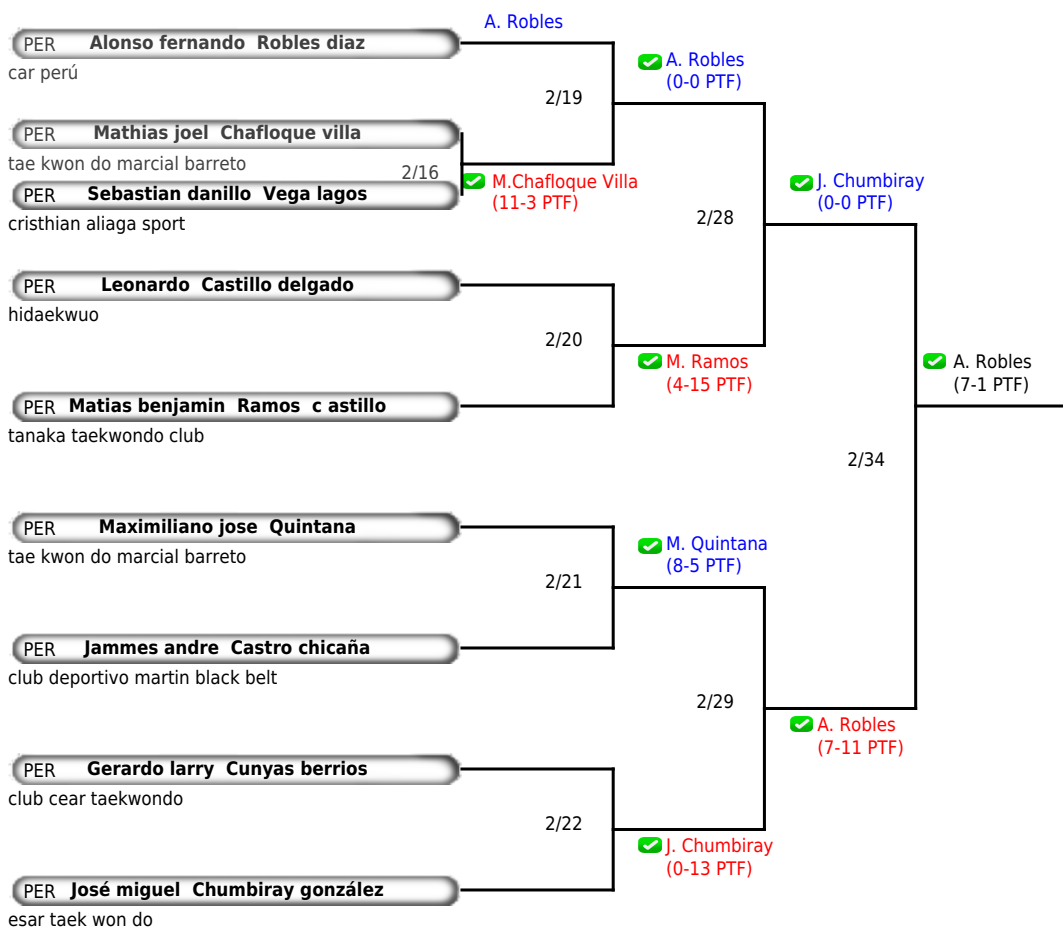 A. Robles
PER Alonso fernando Robles diaz
car perú
A. Robles
(0-0 PTF)
2/19
PER Mathias joel Chafloque villa
tae kwon do marcial barreto
2/16
PER Sebastian danillo Vega lagos
M.Chafloque Villa
(11-3 PTF)
cristhian aliaga sport
J. Chumbiray
(0-0 PTF)
2/28
PER Leonardo Castillo delgado
hidaekwuo
2/20
M. Ramos
(4-15 PTF)
A. Robles
(7-1 PTF)
PER Matias benjamin Ramos c astillo
tanaka taekwondo club
2/34
PER Maximiliano jose Quintana
tae kwon do marcial barreto
M. Quintana
(8-5 PTF)
2/21
PER Jammes andre Castro chicaña
club deportivo martin black belt
2/29
A. Robles
(7-11 PTF)
PER Gerardo larry Cunyas berrios
club cear taekwondo
2/22
J. Chumbiray
(0-13 PTF)
PER José miguel Chumbiray gonzález
esar taek won do